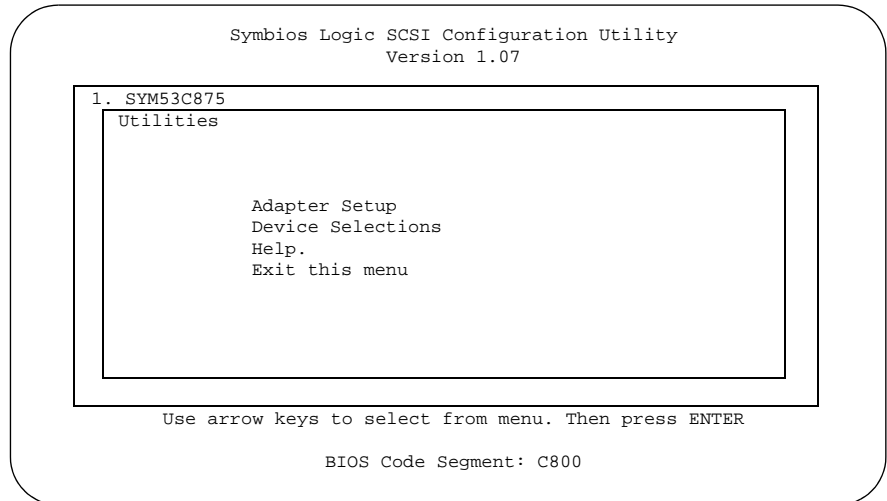 Symbios Logic SCSI Configuration Utility
Version 1.07
1. SYM53C875
Utilities
Adapter Setup
Device Selections
Help.
Exit this menu
Use arrow keys to select from menu. Then press ENTER
BIOS Code Segment: C800